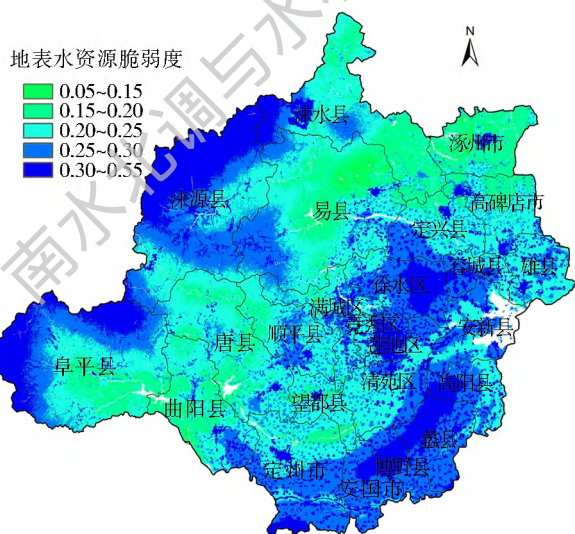 南水北调与水
N
地表水资源脆弱度
0.05~0.15
0.15~0.20
0.20~0.25
0.25~0.30
0.30~0.55
涞水县
涿州市
涞源县
易县
高碑店市
定兴县
容城县
雄县
徐水区
满城区
竞秀区
安新县
顺平县
莲池区
唐县
阜平县
清苑区
高阳县
曲阳县
望都县
蠡县
定州市
博野县
安国市